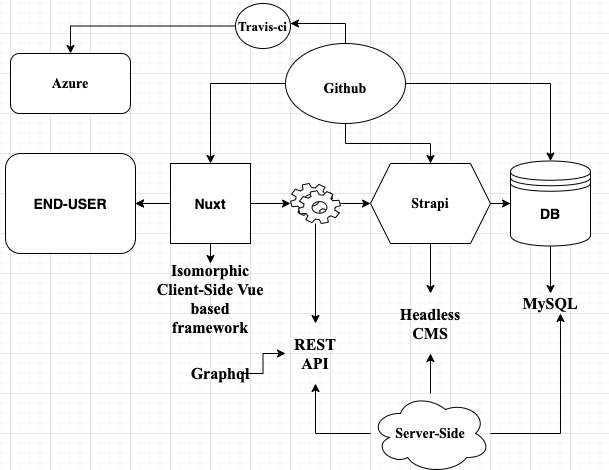 Travis-ci
Azure
Github
END-USER
Nuxt
Strapi
DB
Isomorphic
Client-Side Vue
based
framework
Headless
CMS
MySQL
REST
API
Graphql
Server-Side